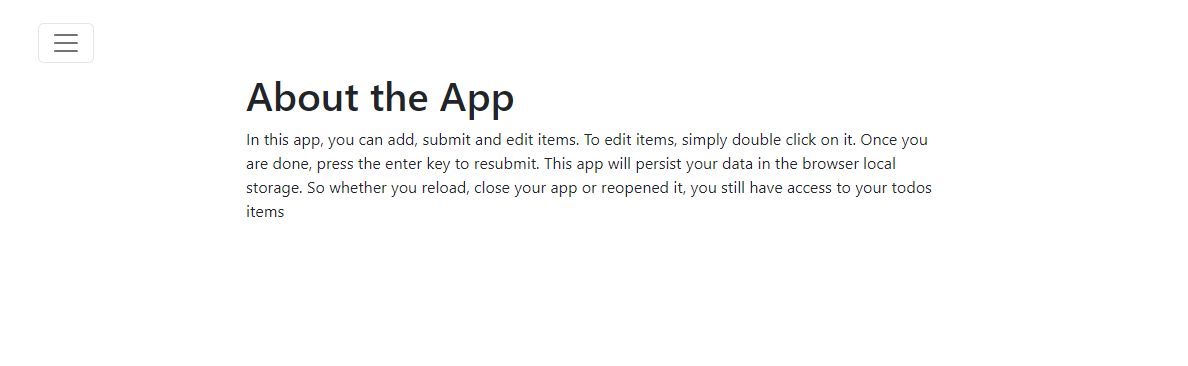 About the App
In this app, you can add, submit and edit items. To edit items, simply double click on it. Once you
are done, press the enter key to resubmit. This app will persist your data in the browser local
storage. So whether you reload, close your app or reopened it, you still have access to your todos
items